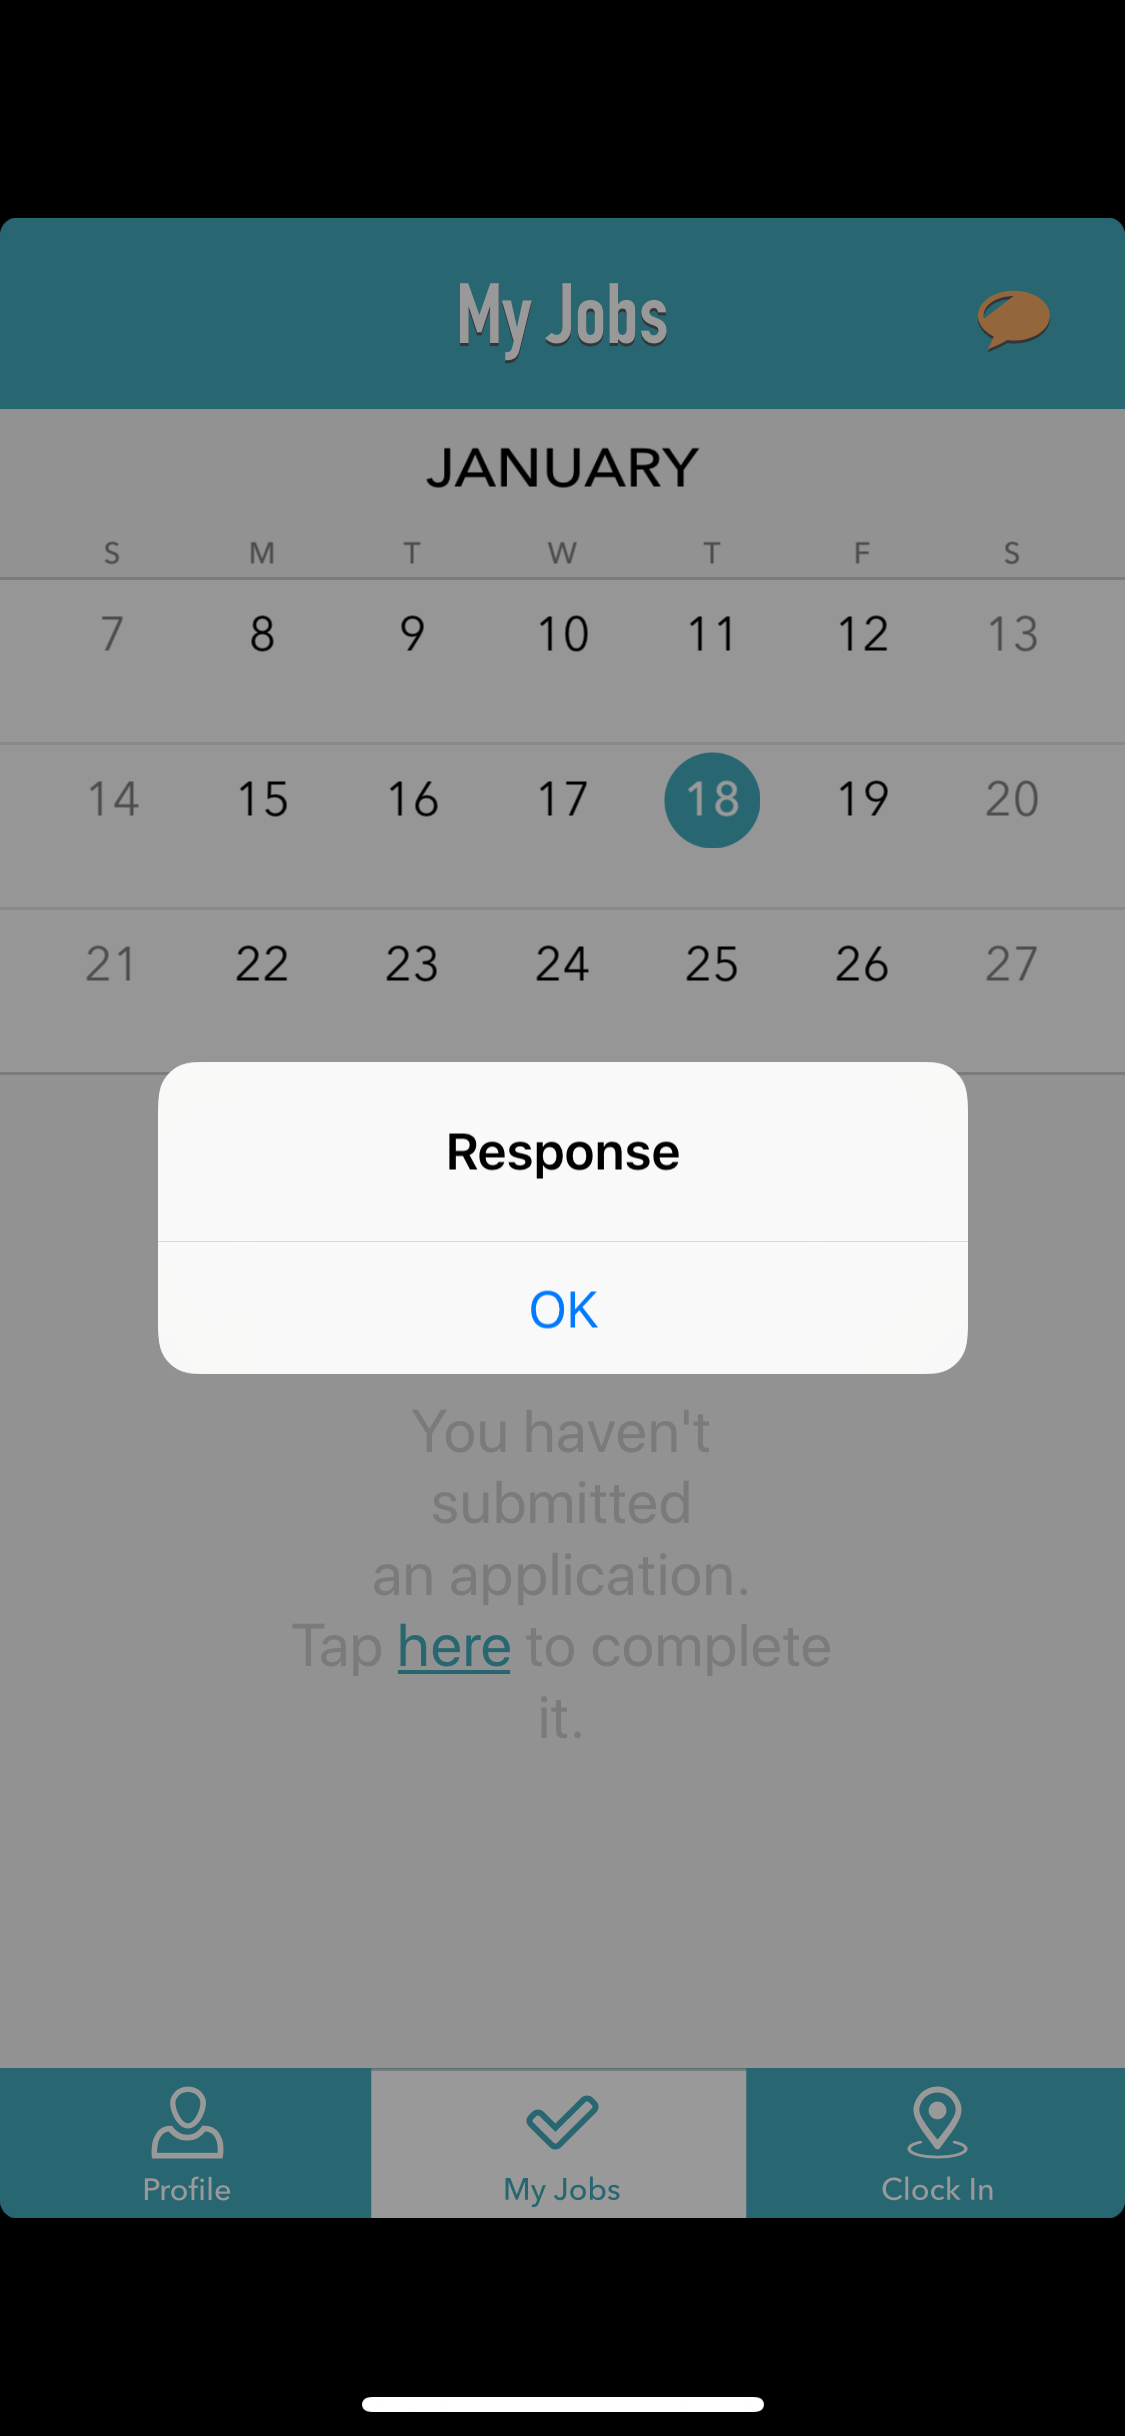 My Jobs
JANUARY
S M T W T F S
7 8 9 10 11 12 13
14 15 16 17 18 19 20
21 22 23 24 25 26 27
Response
OK
You haven't
submitted
an application.
Tap here to complete
it.
Profile My Jobs Clock In